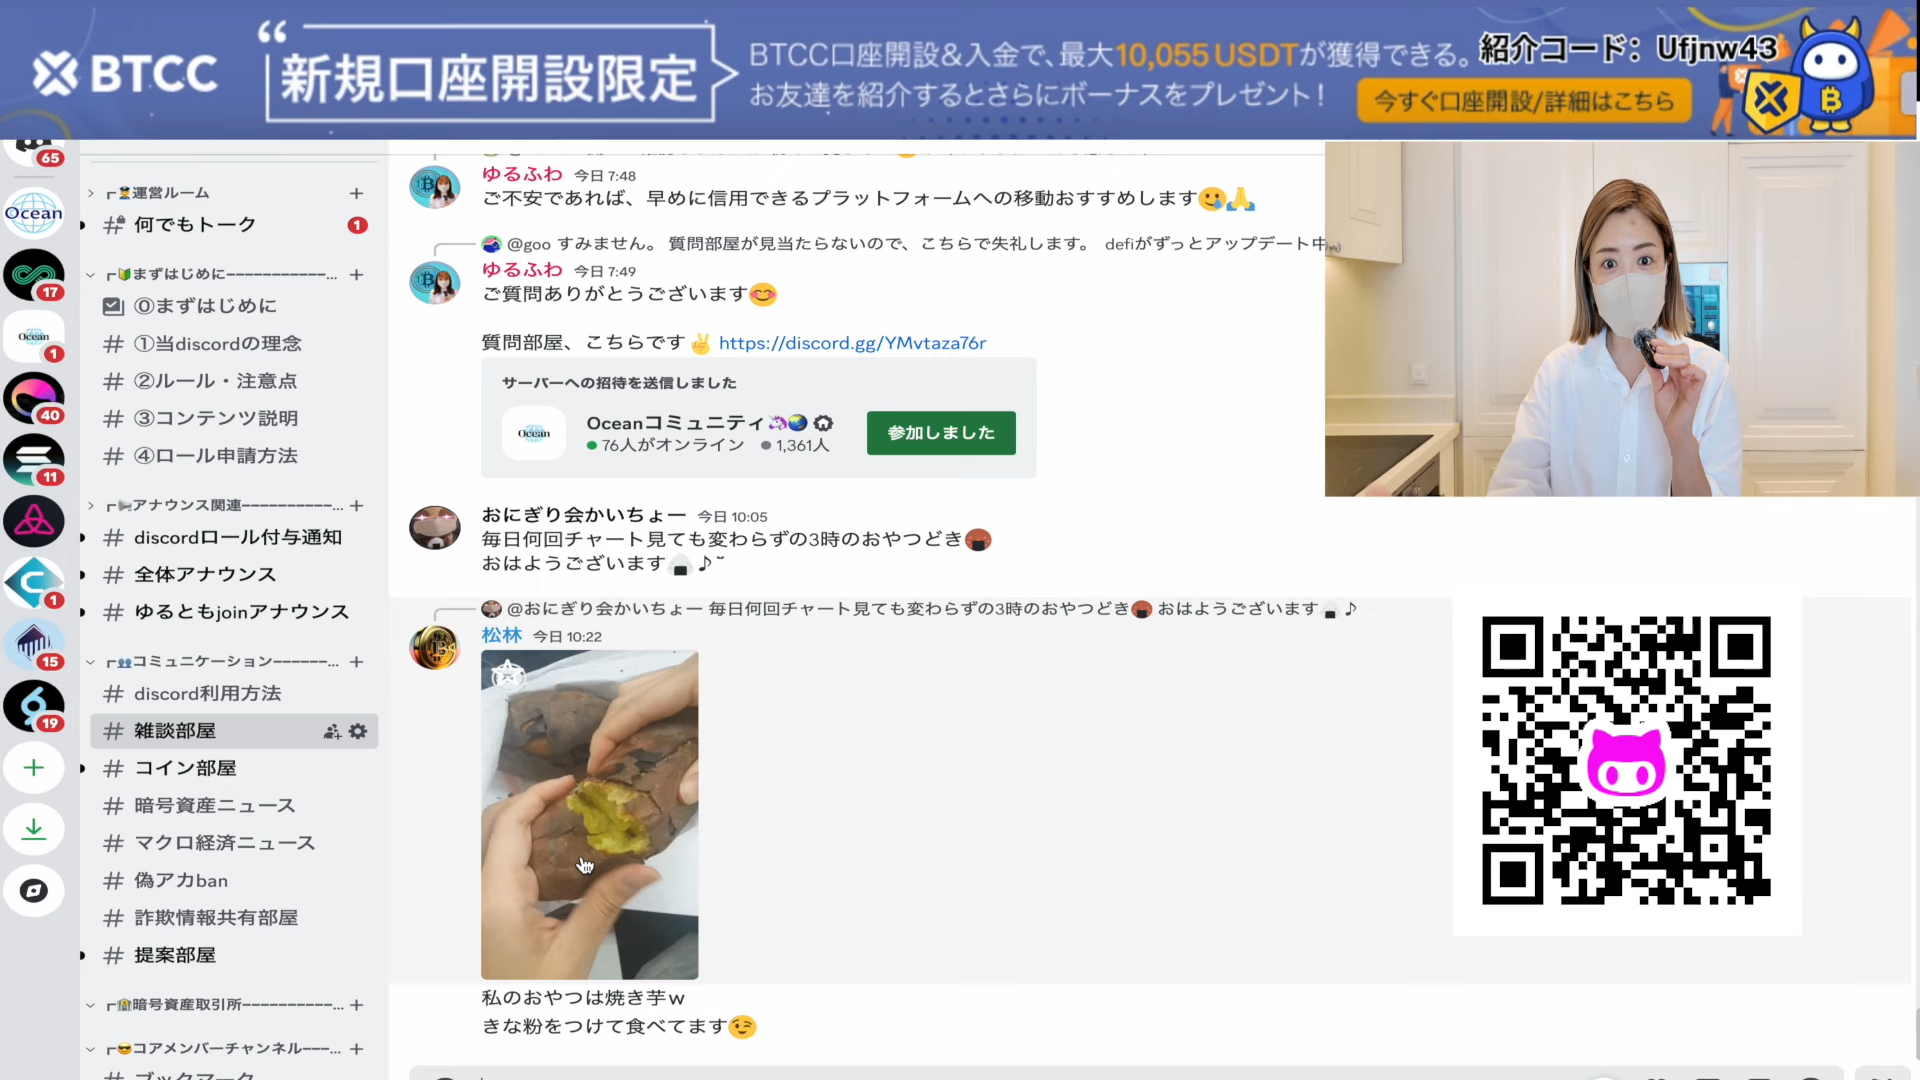 BTCC
“新規口座開設限定
BTCC口座開設&入金で、最大10,055 USDTが獲得できる。
お友達を紹介するとさらにボーナスをプレゼント！
紹介コード：Ufjnw43
今すぐ口座開設/詳細はこちら
65
Ocean
17
Ocean
1
40
11
1
15
19
運営ルーム
何でもトーク
1
まずはじめに-----------...
⓪まずはじめに
①当discordの理念
②ルール・注意点
③コンテンツ説明
④ロール申請方法
アナウンス関連----------...
discordロール付与通知
全体アナウンス
ゆるともjoinアナウンス
コミュニケーション------...
discord利用方法
雑談部屋
コイン部屋
暗号資産ニュース
マクロ経済ニュース
偽アカban
詐欺情報共有部屋
提案部屋
暗号資産取引所----------...
コアメンバーチャンネル---...
ブックマーク
ゆるふわ 今日 7:48
ご不安であれば、早めに信用できるプラットフォームへの移動おすすめします🥲🙏
@goo すみません。 質問部屋が見当たらないので、こちらで失礼します。 defiがずっとアップデート中
ゆるふわ 今日 7:49
ご質問ありがとうございます😊
質問部屋、こちらです✌️ https://discord.gg/YMvtaza76r
サーバーへの招待を送信しました
Ocean
Oceanコミュニティ🦄🌏
76人がオンライン 1,361人
参加しました
おにぎり会かいちょー 今日 10:05
毎日何回チャート見ても変わらずの3時のおやつどき🍘
おはようございます🍙♪˘
@おにぎり会かいちょー 毎日何回チャート見ても変わらずの3時のおやつどき🍘 おはようございます🍙♪
松林 今日 10:22
私のおやつは焼き芋w
きな粉をつけて食べてます😉